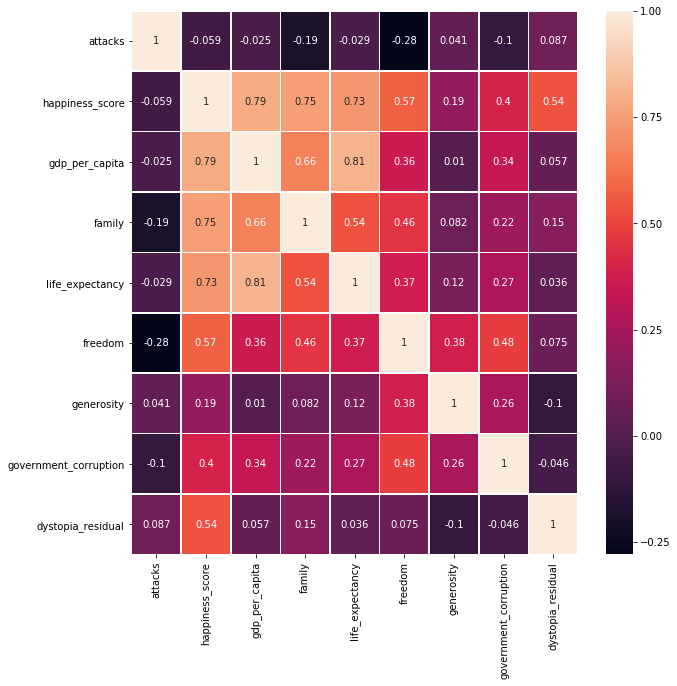 attacks 1 -0.059 -0.025 -0.19 -0.029 -0.28 0.041 -0.1 0.087
happiness_score -0.059 1 0.79 0.75 0.73 0.57 0.19 0.4 0.54
gdp_per_capita -0.025 0.79 1 0.66 0.81 0.36 0.01 0.34 0.057
family -0.19 0.75 0.66 1 0.54 0.46 0.082 0.22 0.15
life_expectancy -0.029 0.73 0.81 0.54 1 0.37 0.12 0.27 0.036
freedom -0.28 0.57 0.36 0.46 0.37 1 0.38 0.48 0.075
generosity 0.041 0.19 0.01 0.082 0.12 0.38 1 0.26 -0.1
government_corruption -0.1 0.4 0.34 0.22 0.27 0.48 0.26 1 -0.046
dystopia_residual 0.087 0.54 0.057 0.15 0.036 0.075 -0.1 -0.046 1
attacks
happiness_score
gdp_per_capita
family
life_expectancy
freedom
generosity
government_corruption
dystopia_residual
1.00
0.75
0.50
0.25
0.00
−0.25